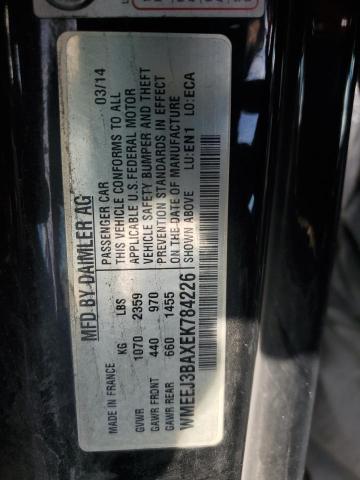 MFD BY DAIMLER AG
PASSENGER CAR 03/14
THIS VEHICLE CONFORMS TO ALL
APPLICABLE U.S.FEDERAL MOTOR
VEHICLE SAFETY BUMPER AND THEFT
PREVENTION STANDARDS IN EFFECT
ON THE DATE OF MANUFACTURE
SHOWN ABOVE LU:EN1 LO:ECA
MADE IN FRANCE
KG LBS
GVWR 1070 2359
GAWR FRONT 440 970
GAWR REAR 660 1455
WMEEJ3BAXEK784226